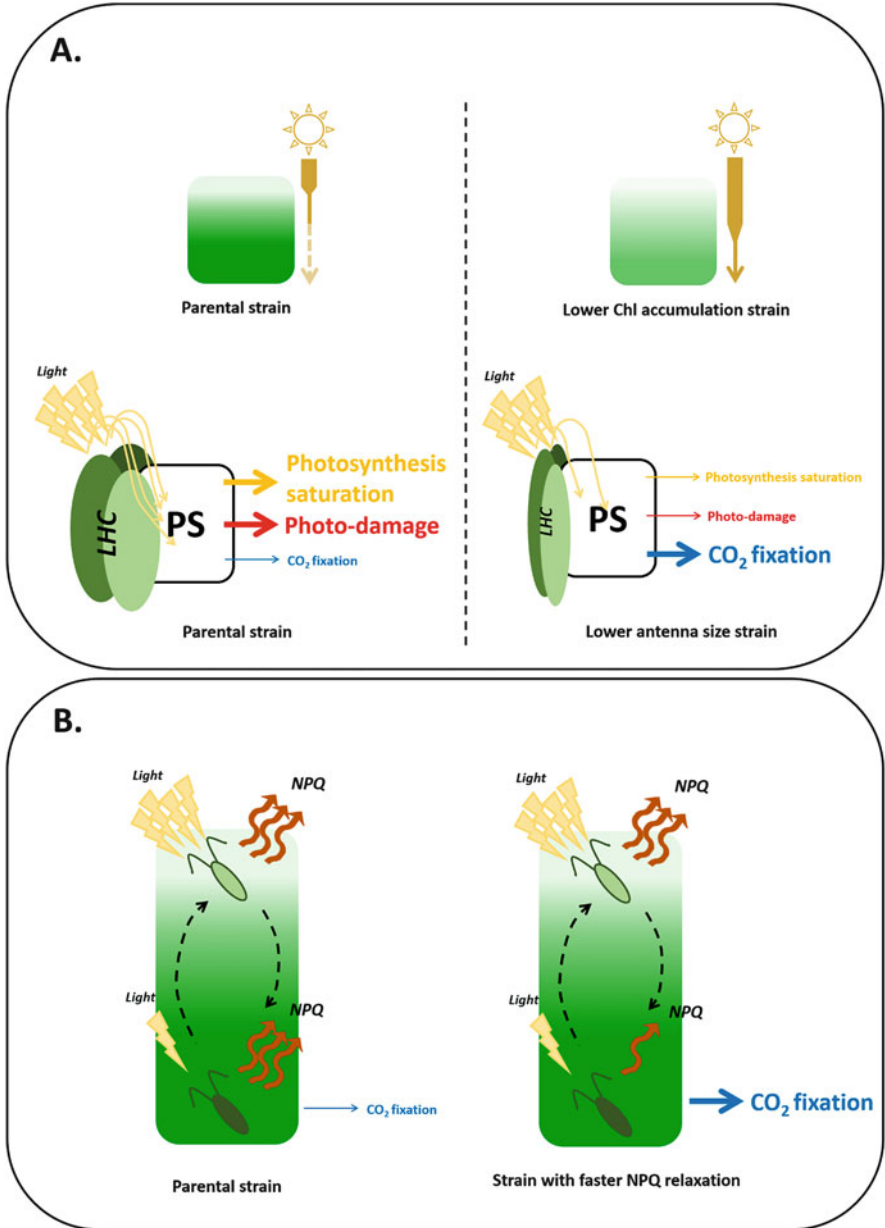 A.
Parental strain
Lower Chl accumulation strain
Light
LHC
PS
Photosynthesis
saturation
Photo-damage
CO₂ fixation
Parental strain
Light
LHC
PS
Photosynthesis saturation
Photo-damage
CO₂ fixation
Lower antenna size strain
B.
Light
NPQ
Light
NPQ
CO₂ fixation
Parental strain
Light
NPQ
Light
NPQ
CO₂ fixation
Strain with faster NPQ relaxation